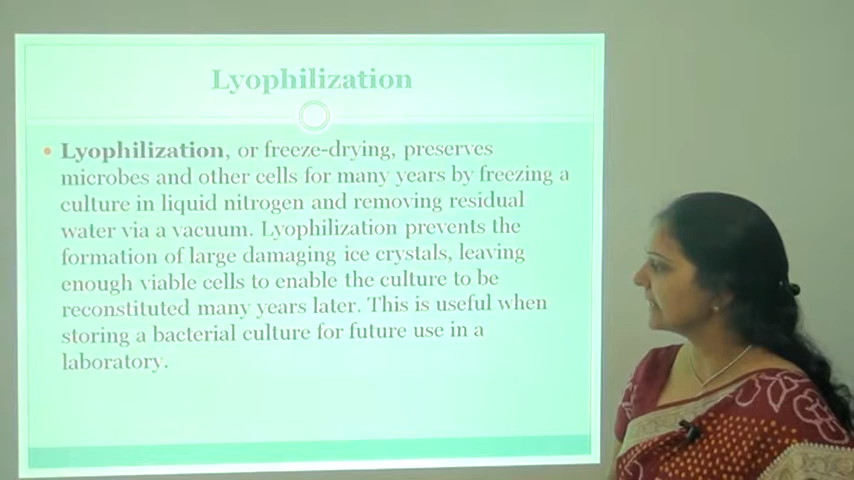 Lyophilization
Lyophilization, or freeze-drying, preserves
microbes and other cells for many years by freezing a
culture in liquid nitrogen and removing residual
water via a vacuum. Lyophilization prevents the
formation of large damaging ice crystals, leaving
enough viable cells to enable the culture to be
reconstituted many years later. This is useful when
storing a bacterial culture for future use in a
laboratory.